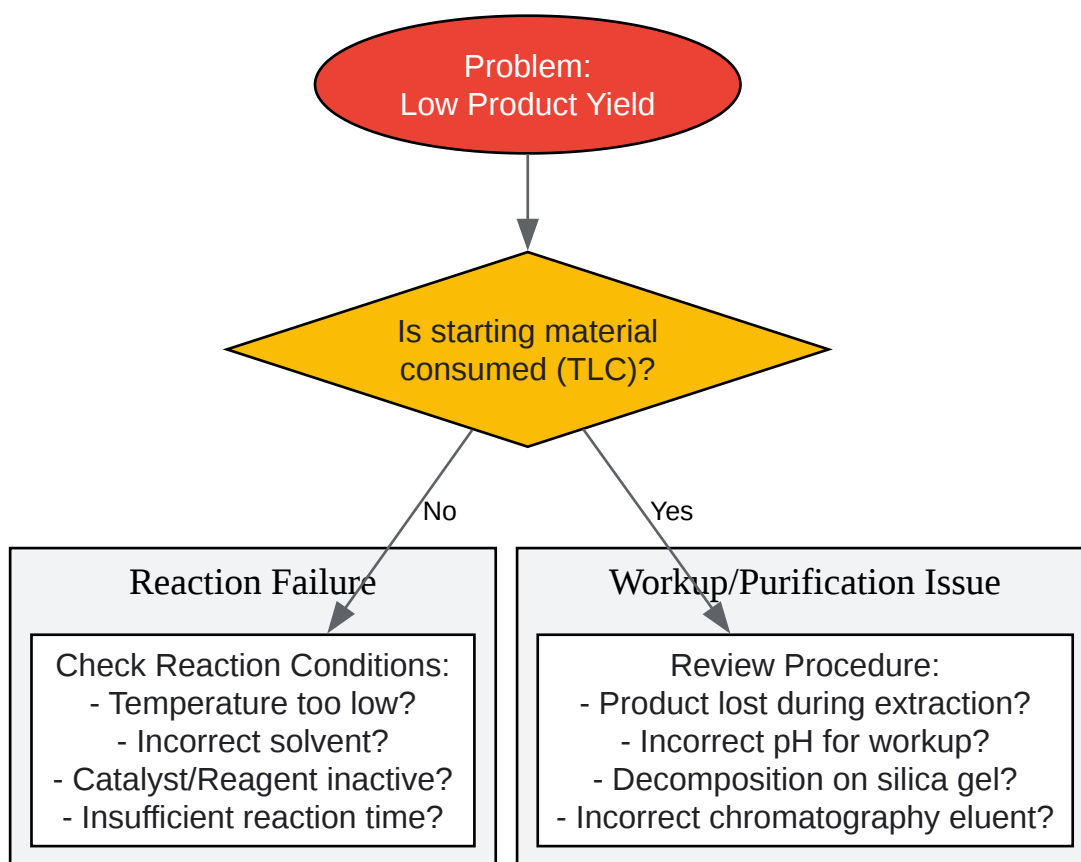 Problem:
Low Product Yield
Is starting material
consumed (TLC)?
No
Yes
Reaction Failure
Check Reaction Conditions:
- Temperature too low?
- Incorrect solvent?
- Catalyst/Reagent inactive?
- Insufficient reaction time?
Workup/Purification Issue
Review Procedure:
- Product lost during extraction?
- Incorrect pH for workup?
- Decomposition on silica gel?
- Incorrect chromatography eluent?